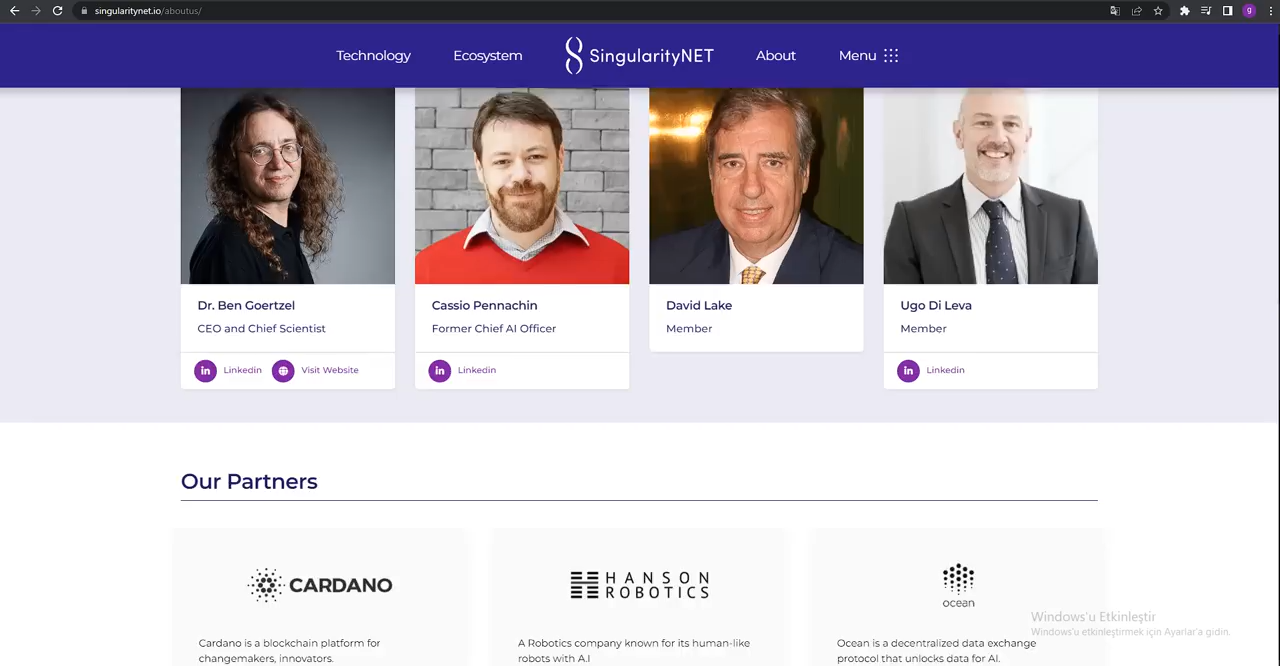 singularitynet.io/aboutus/
g
Technology
Ecosystem
SingularityNET
About
Menu
Dr. Ben Goertzel
CEO and Chief Scientist
in Linkedin
Visit Website
Cassio Pennachin
Former Chief AI Officer
in Linkedin
David Lake
Member
Ugo Di Leva
Member
in Linkedin
Our Partners
CARDANO
Cardano is a blockchain platform for
changemakers, innovators.
HANSON
ROBOTICS
A Robotics company known for its human-like
robots with A.I
ocean
Ocean is a decentralized data exchange
protocol that unlocks data for AI.
Windows'u Etkinleştir
Windows'u etkinleştirmek için Ayarlar'a gidin.